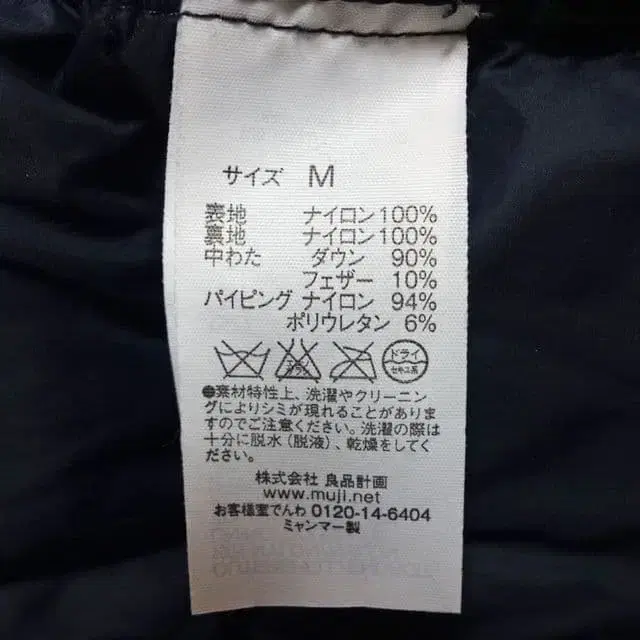 サイズ M
表地 ナイロン100%
裏地 ナイロン100%
中わた ダウン 90%
フェザー 10%
パイピング ナイロン 94%
ポリウレタン 6%
ドライ
セキユ系
●素材特性上、洗濯やクリーニン
グによりシミが現れることがありま
すのでご注意ください。洗濯の際は
十分に脱水（脱液）、乾燥をしてく
ださい。
株式会社 良品計画
www.muji.net
お客様室でんわ 0120-14-6404
ミャンマー製